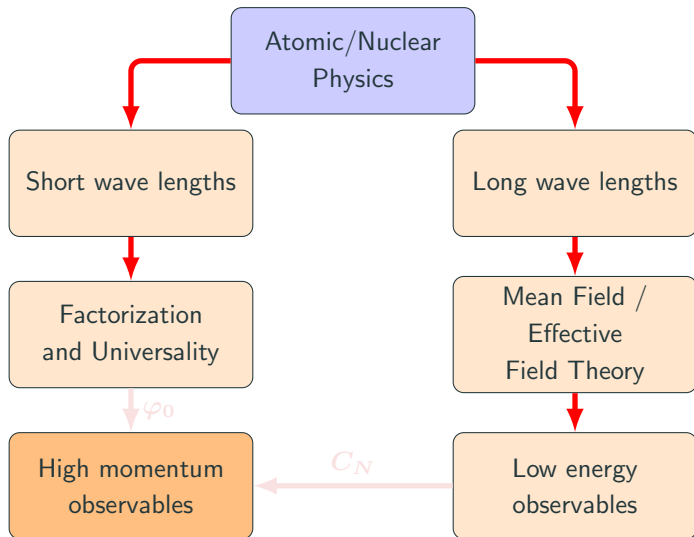 Atomic/Nuclear
Physics
Short wave lengths
Long wave lengths
Factorization
and Universality
Mean Field /
Effective
Field Theory
φ₀
High momentum
observables
C_N
Low energy
observables